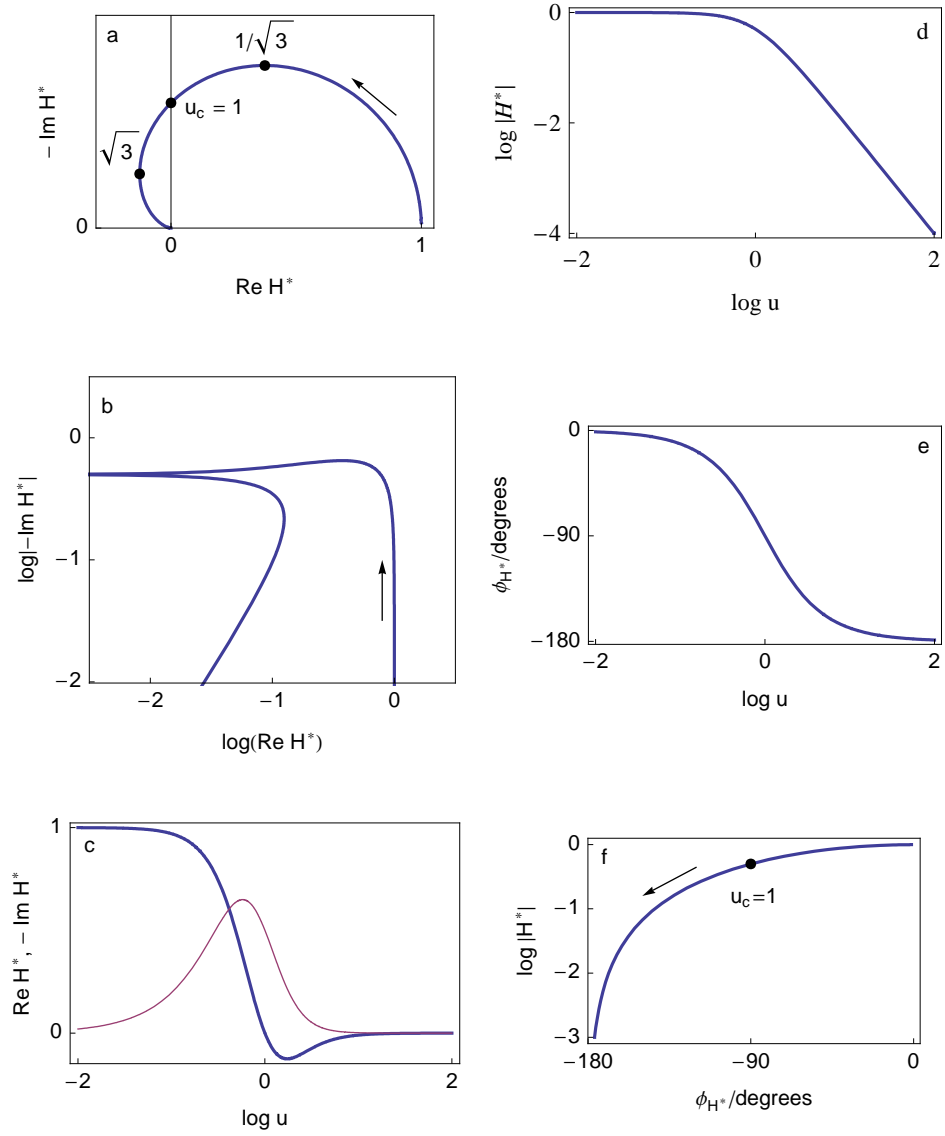 a
1/√3
u_c = 1
√3
− Im H*
0
0
1
Re H*
b
0
−1
−2
log|−Im H*|
−2
−1
0
log(Re H*)
c
1
0
Re H*, − Im H*
−2
0
2
log u
d
0
−2
−4
log |H*|
−2
0
2
log u
e
0
−90
−180
ϕ_H*/degrees
−2
0
2
log u
f
0
−1
−2
−3
log |H*|
u_c=1
−180
−90
0
ϕ_H*/degrees